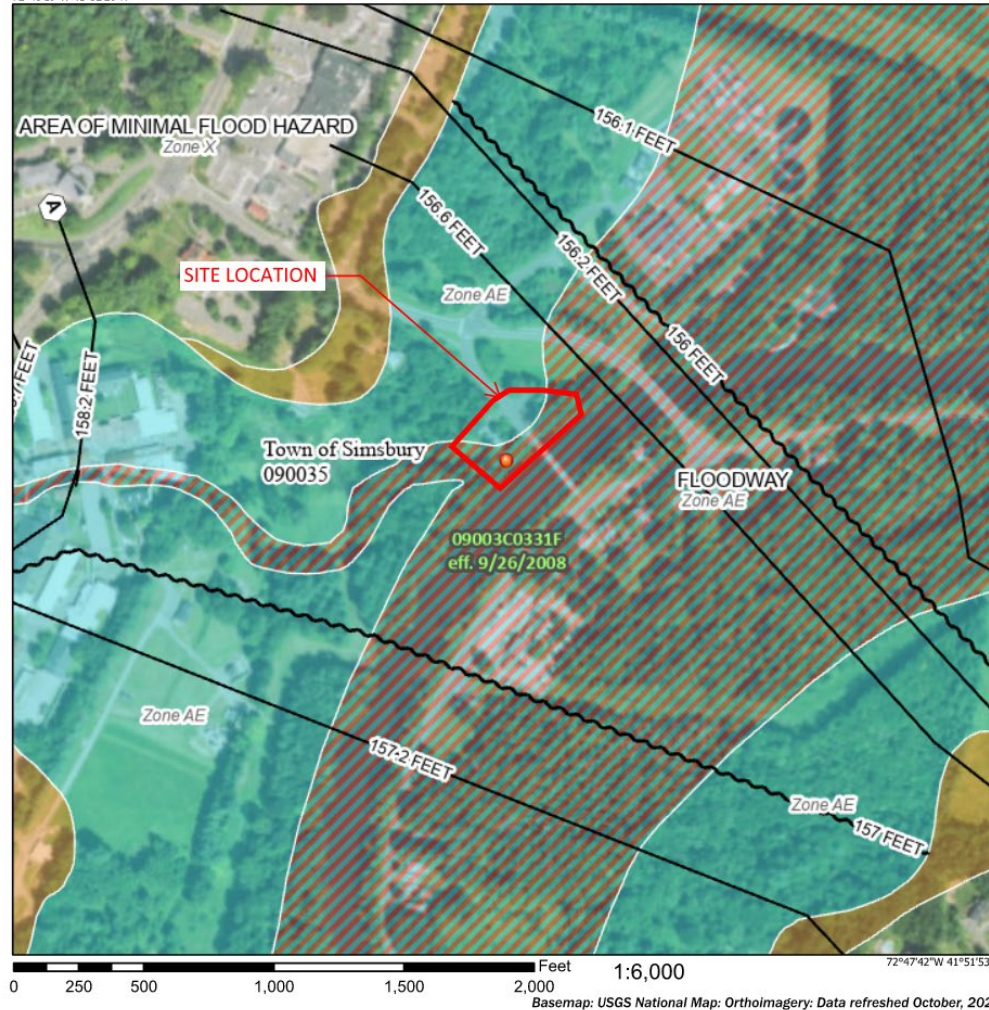 AREA OF MINIMAL FLOOD HAZARD
Zone X
156.1 FEET
A
156.6 FEET
156.2 FEET
SITE LOCATION
Zone AE
156 FEET
158.2 FEET
FEET
Town of Simsbury
090035
FLOODWAY
Zone AE
09003C0331F
eff. 9/26/2008
Zone AE
157.2 FEET
Zone AE
157 FEET
Feet
1:6,000
72°47'42"W 41°51'53
0 250 500 1,000 1,500 2,000
Basemap: USGS National Map: Orthoimagery: Data refreshed October, 202